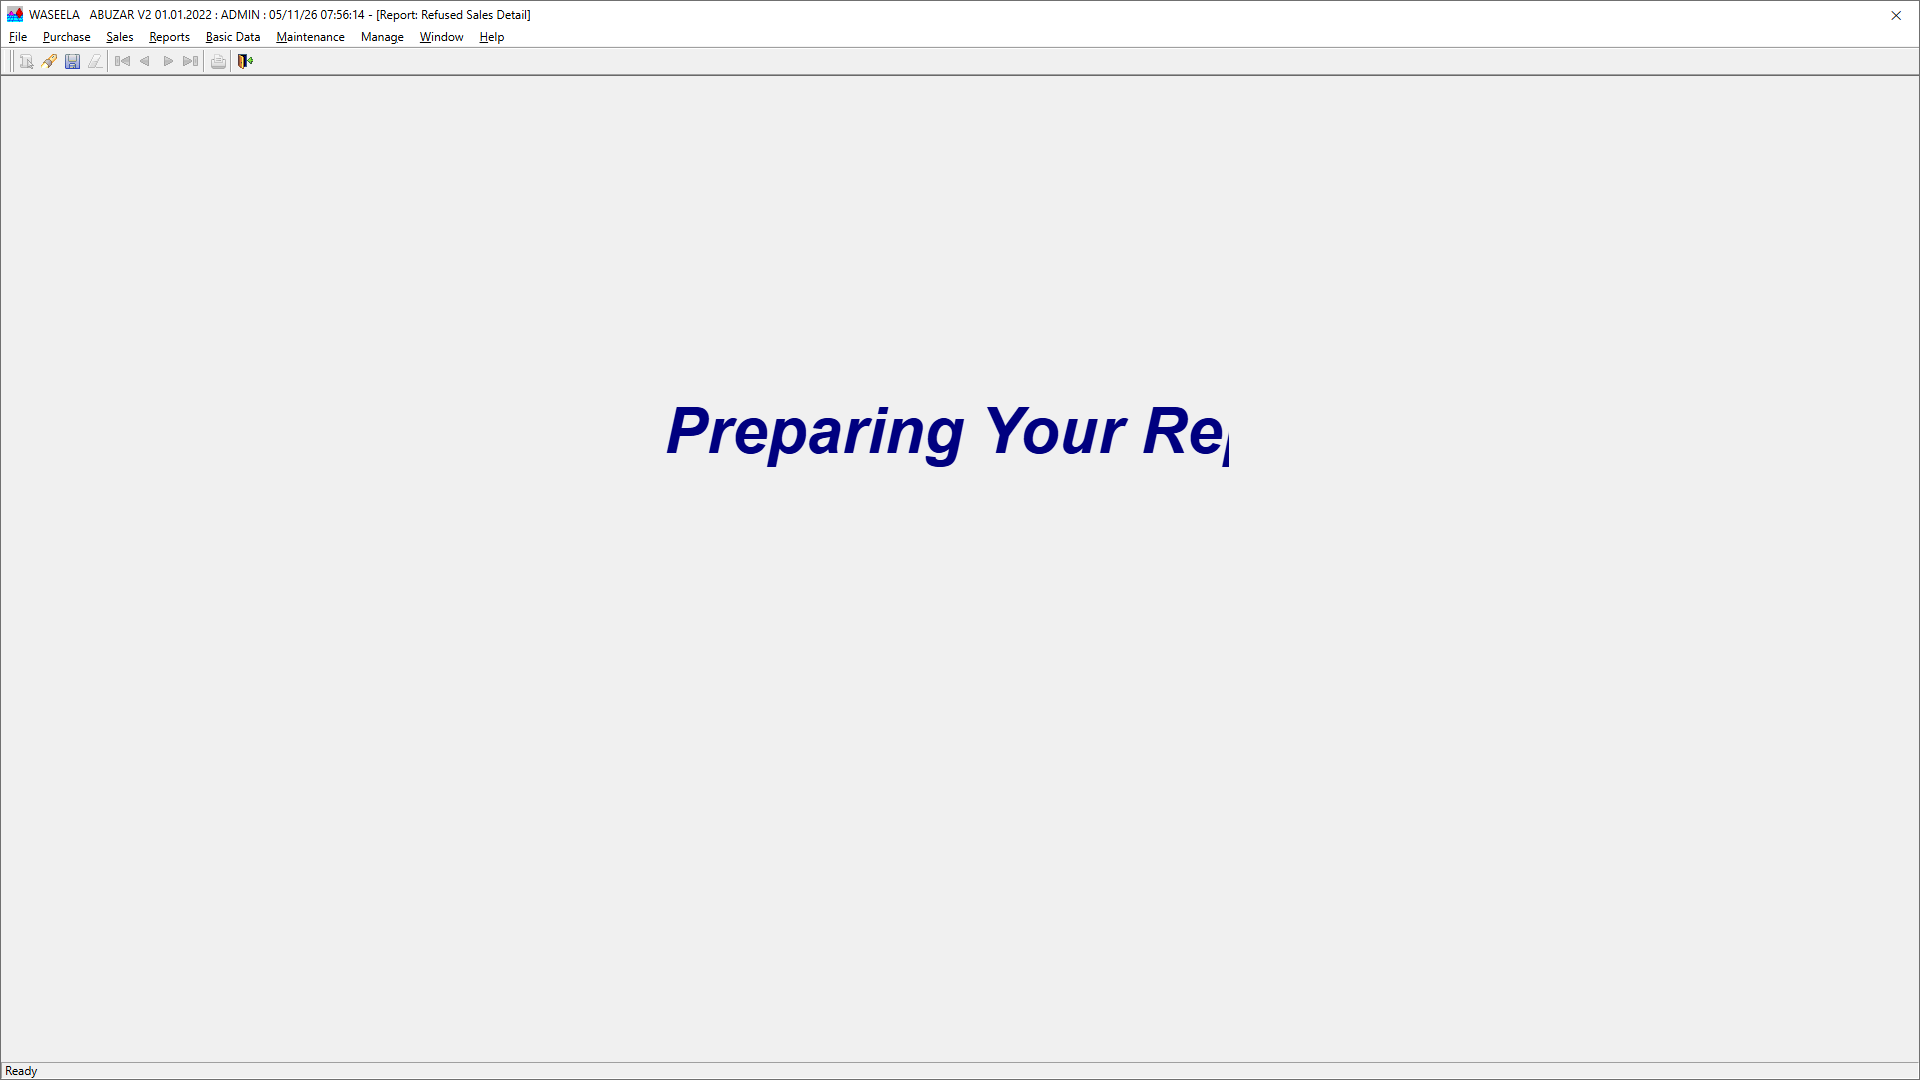 WASEELA ABUZAR V2 01.01.2022 : ADMIN : 05/11/26 07:56:14 - [Report: Refused Sales Detail]
File Purchase Sales Reports Basic Data Maintenance Manage Window Help
Preparing Your Rep
Ready